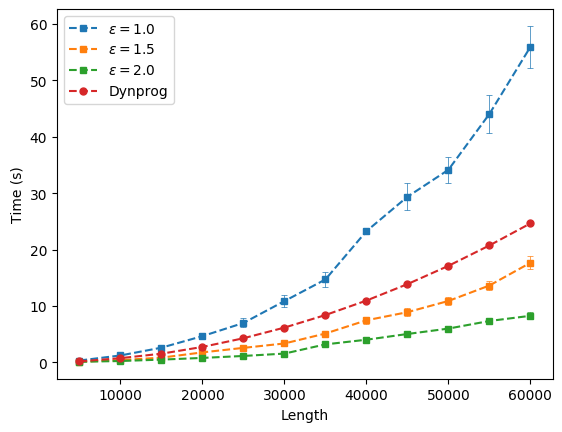 ε = 1.0
ε = 1.5
ε = 2.0
Dynprog
60
50
40
30
20
10
0
Time (s)
10000 20000 30000 40000 50000 60000
Length